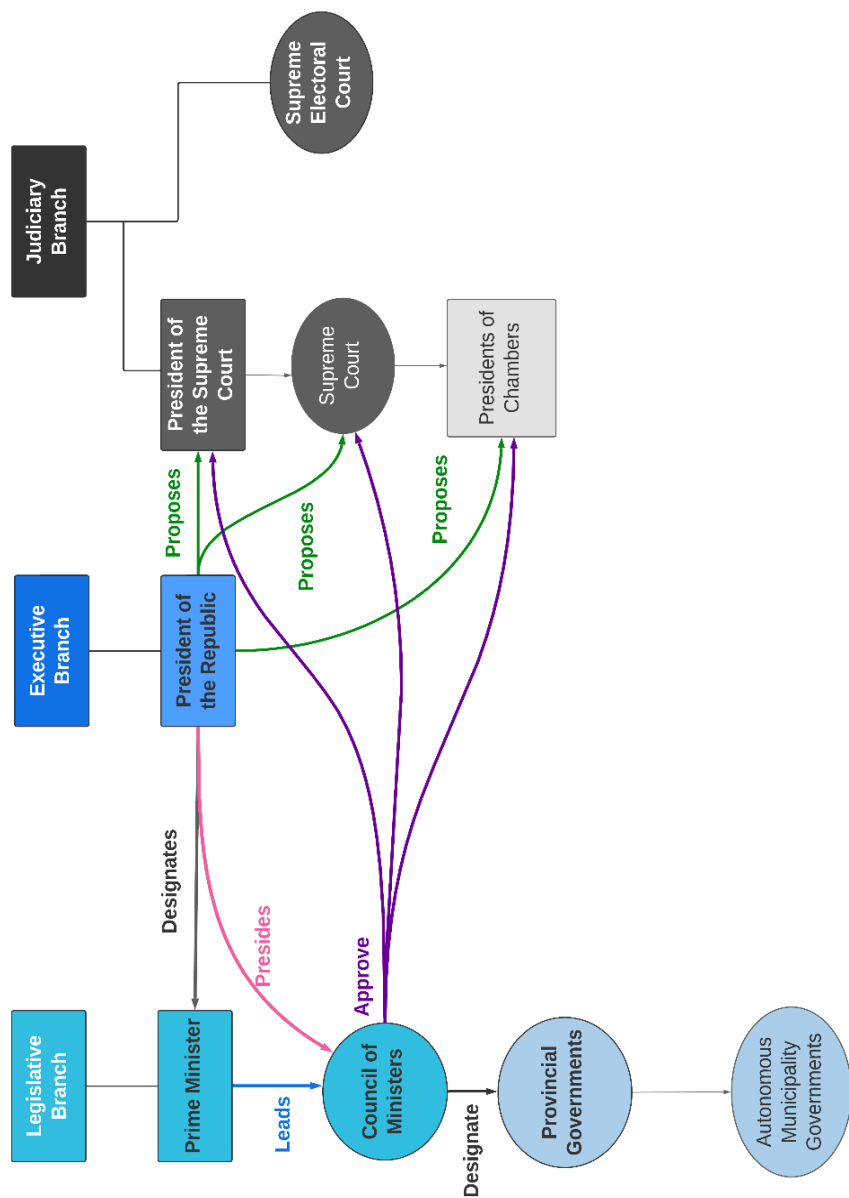 Legislative
Branch
Executive
Branch
Judiciary
Branch
Prime Minister
Designates
President of
the Republic
Proposes
President of
the Supreme
Court
Supreme
Electoral
Court
Leads
Presides
Proposes
Supreme
Court
Council of
Ministers
Approve
Proposes
Presidents of
Chambers
Designate
Provincial
Governments
Autonomous
Municipality
Governments